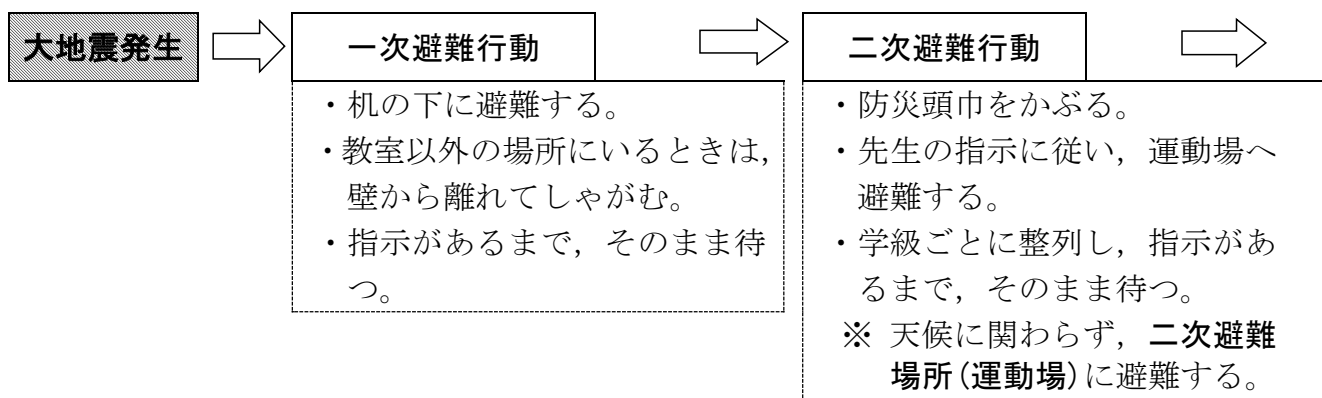 大地震発生
一次避難行動
・机の下に避難する。
・教室以外の場所にいるときは,
壁から離れてしゃがむ。
・指示があるまで,そのまま待
つ。
二次避難行動
・防災頭巾をかぶる。
・先生の指示に従い,運動場へ
避難する。
・学級ごとに整列し,指示があ
るまで,そのまま待つ。
※ 天候に関わらず,二次避難
場所(運動場)に避難する。